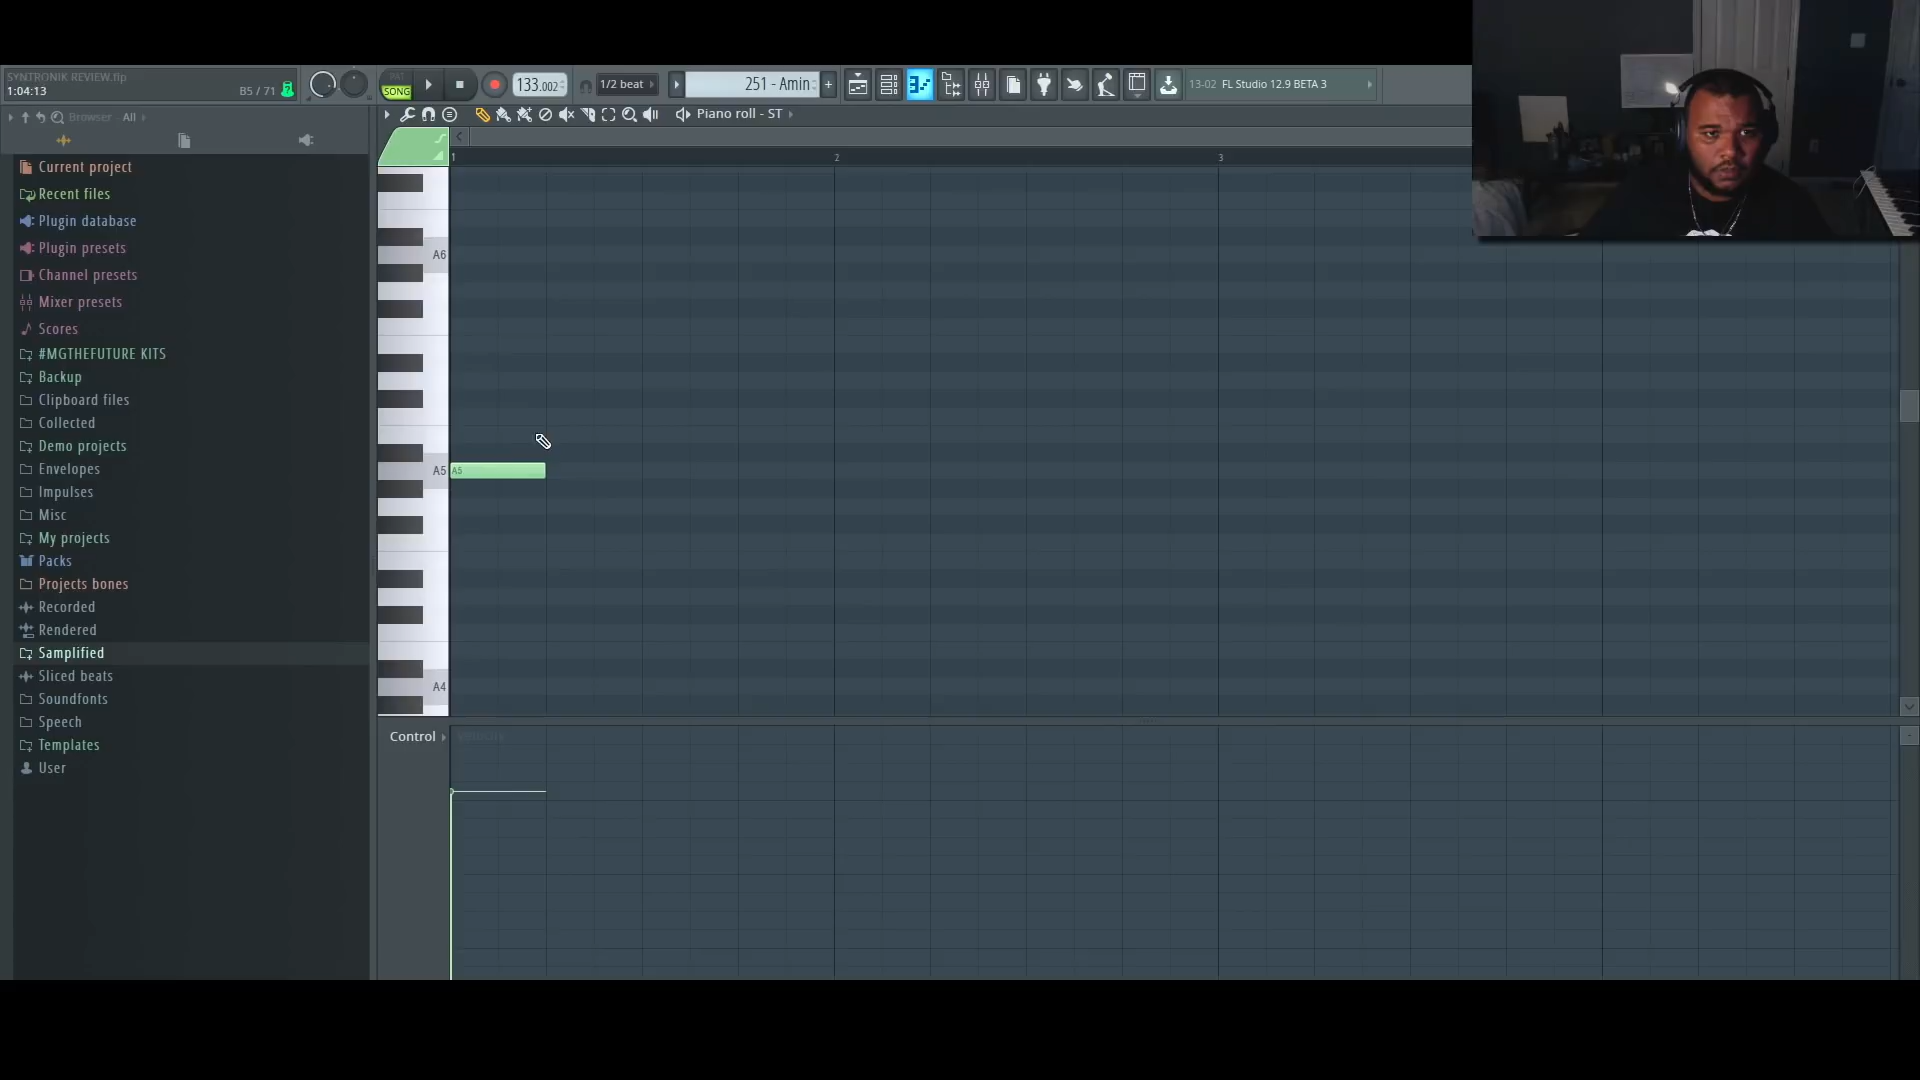 SYNTRONIK REVIEW.flp
1:04:13
B5 / 71
PAT
SONG
133.002
1/2 beat
251 - Amin
+
13-02 FL Studio 12.9 BETA 3
Browser - All
Piano roll - ST
1
2
3
Current project
Recent files
Plugin database
Plugin presets
Channel presets
Mixer presets
Scores
#MGTHEFUTURE KITS
Backup
Clipboard files
Collected
Demo projects
Envelopes
Impulses
Misc
My projects
Packs
Projects bones
Recorded
Rendered
Samplified
Sliced beats
Soundfonts
Speech
Templates
User
A6
A5
A5
A4
Control
Velocity